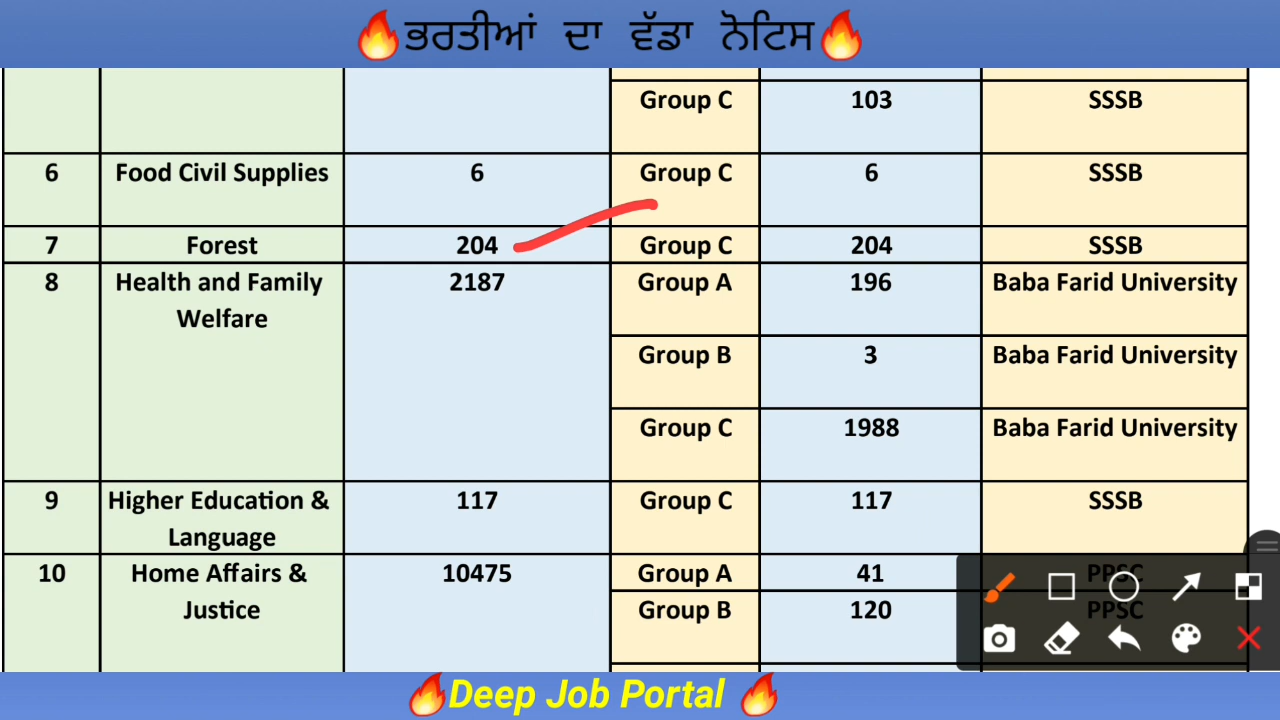 ਭਰਤੀਆਂ ਦਾ ਵੱਡਾ ਨੋਟਿਸ
Group C 103 SSSB
6 Food Civil Supplies 6 Group C 6 SSSB
7 Forest 204 Group C 204 SSSB
8 Health and Family 2187 Group A 196 Baba Farid University
Welfare
Group B 3 Baba Farid University
Group C 1988 Baba Farid University
9 Higher Education & 117 Group C 117 SSSB
Language
10 Home Affairs & 10475 Group A 41 PPSC
Justice Group B 120 PPSC
Deep Job Portal